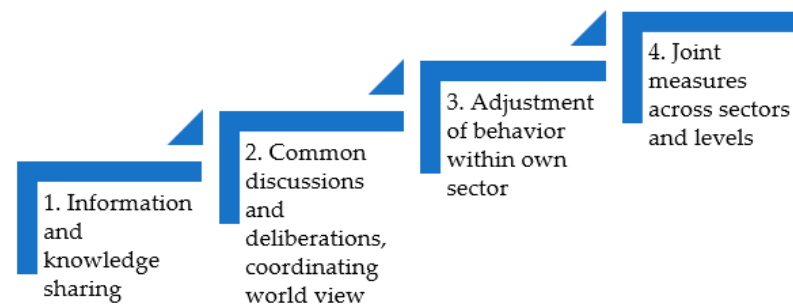 1. Information
and
knowledge
sharing
2. Common
discussions
and
deliberations,
coordinating
world view
3. Adjustment
of behavior
within own
sector
4. Joint
measures
across sectors
and levels